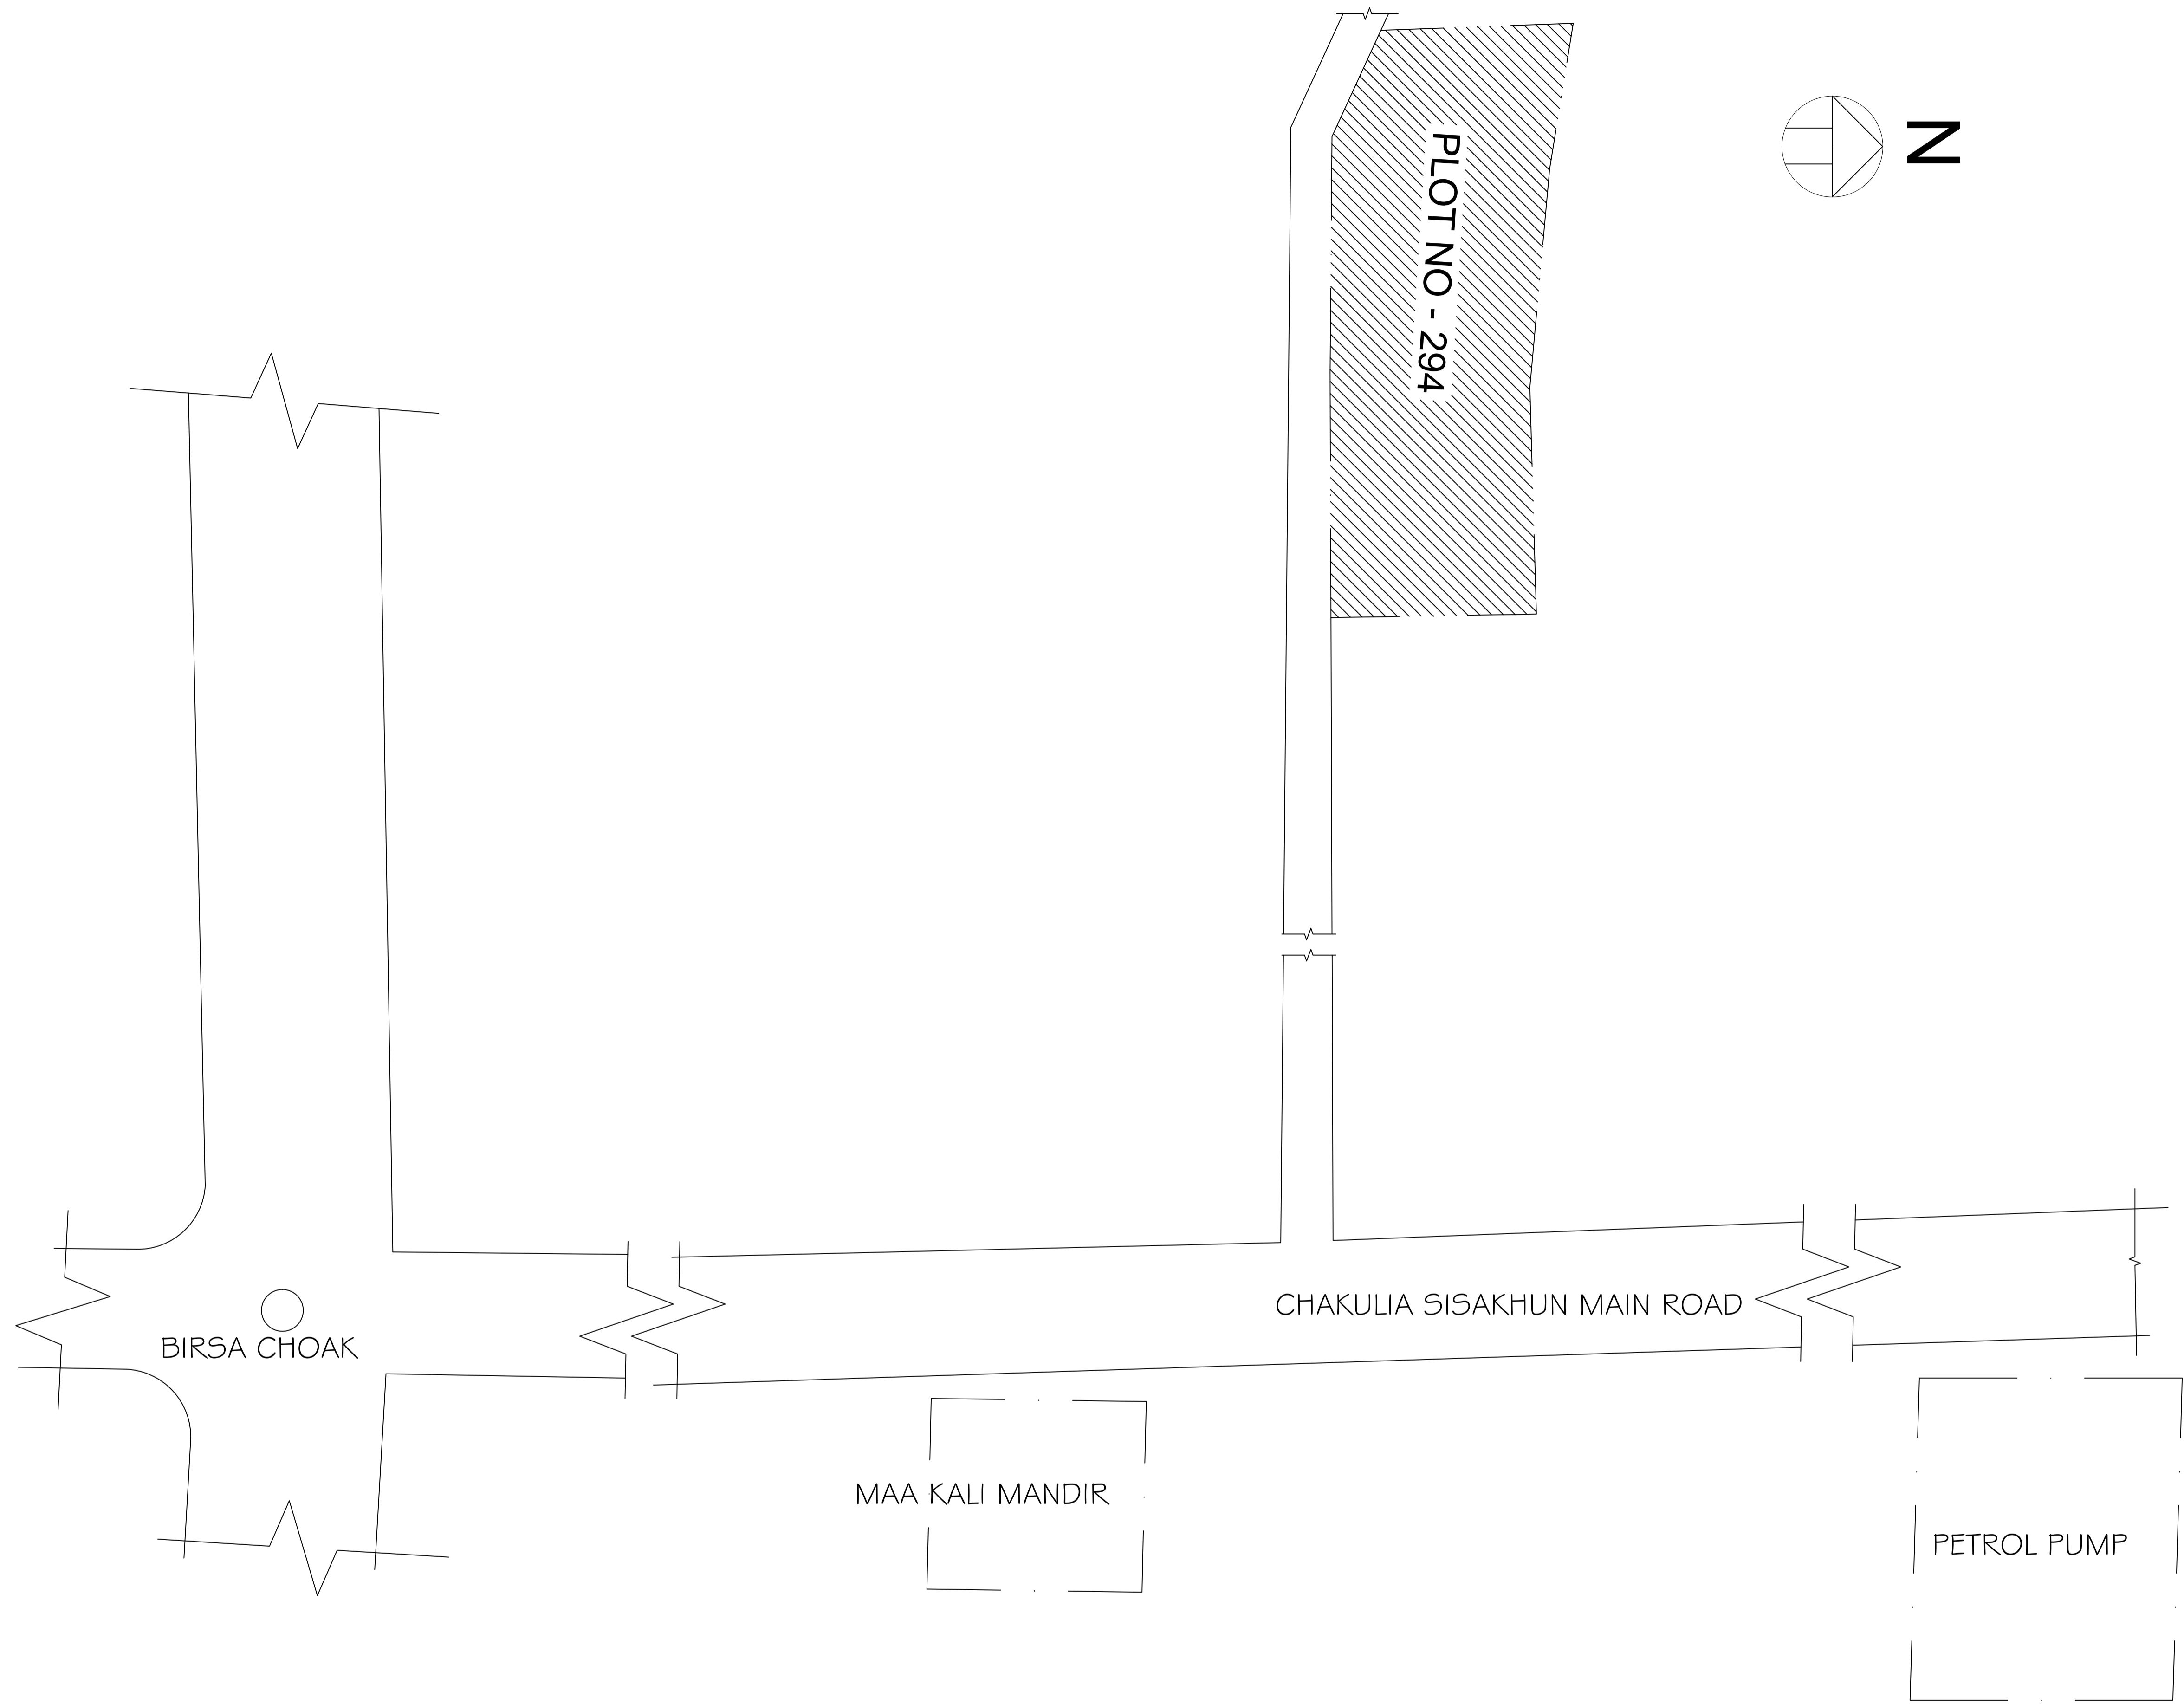 N
PLOT NO - 294
CHAKULIA SISAKHUN MAIN ROAD
BIRSA CHOAK
MAA KALI MANDIR
PETROL PUMP